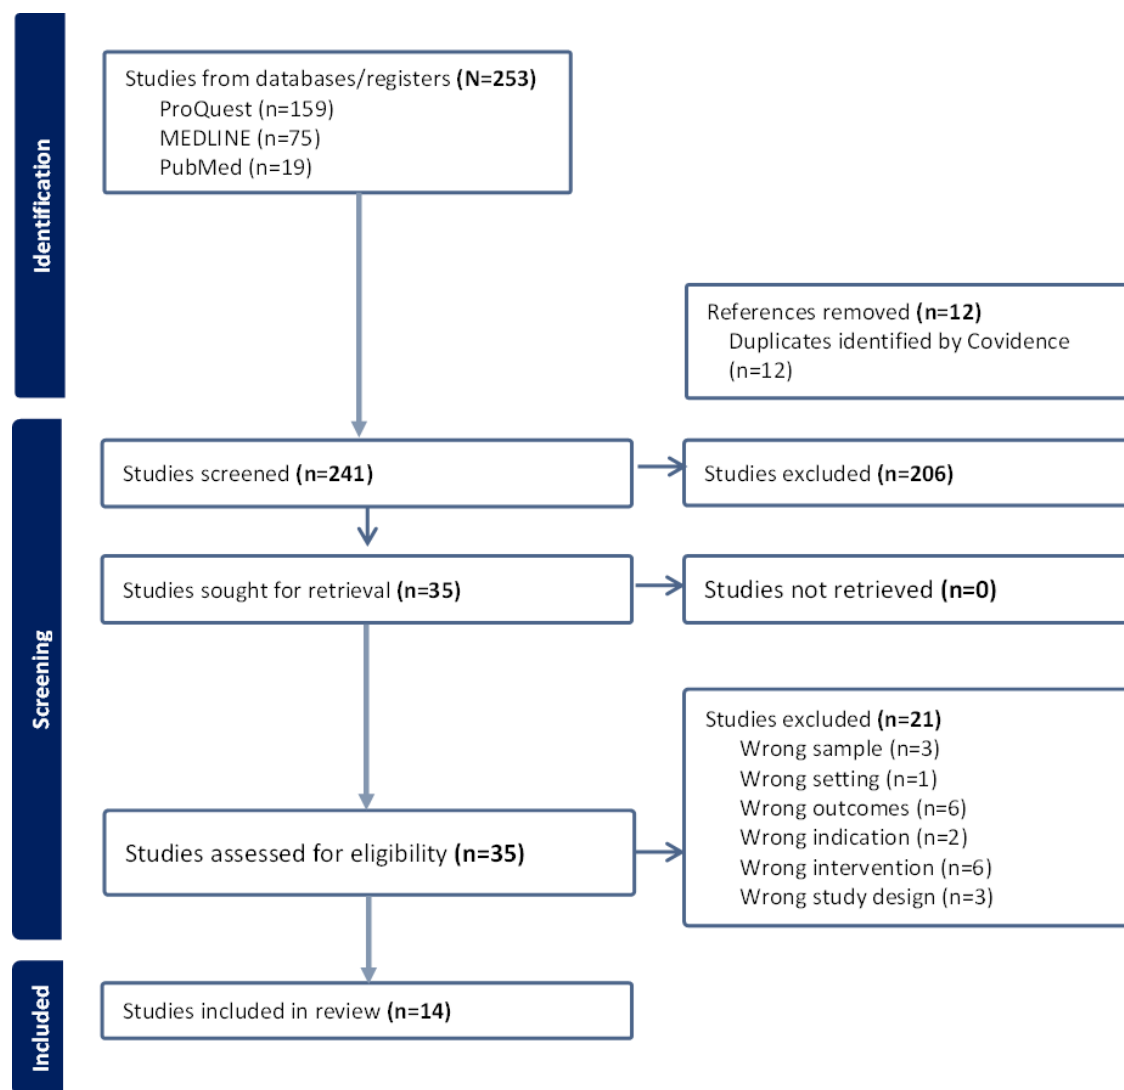 Identification
Studies from databases/registers (N=253)
ProQuest (n=159)
MEDLINE (n=75)
PubMed (n=19)
References removed (n=12)
Duplicates identified by Covidence
(n=12)
Screening
Studies screened (n=241)
Studies excluded (n=206)
Studies sought for retrieval (n=35)
Studies not retrieved (n=0)
Studies assessed for eligibility (n=35)
Studies excluded (n=21)
Wrong sample (n=3)
Wrong setting (n=1)
Wrong outcomes (n=6)
Wrong indication (n=2)
Wrong intervention (n=6)
Wrong study design (n=3)
Included
Studies included in review (n=14)